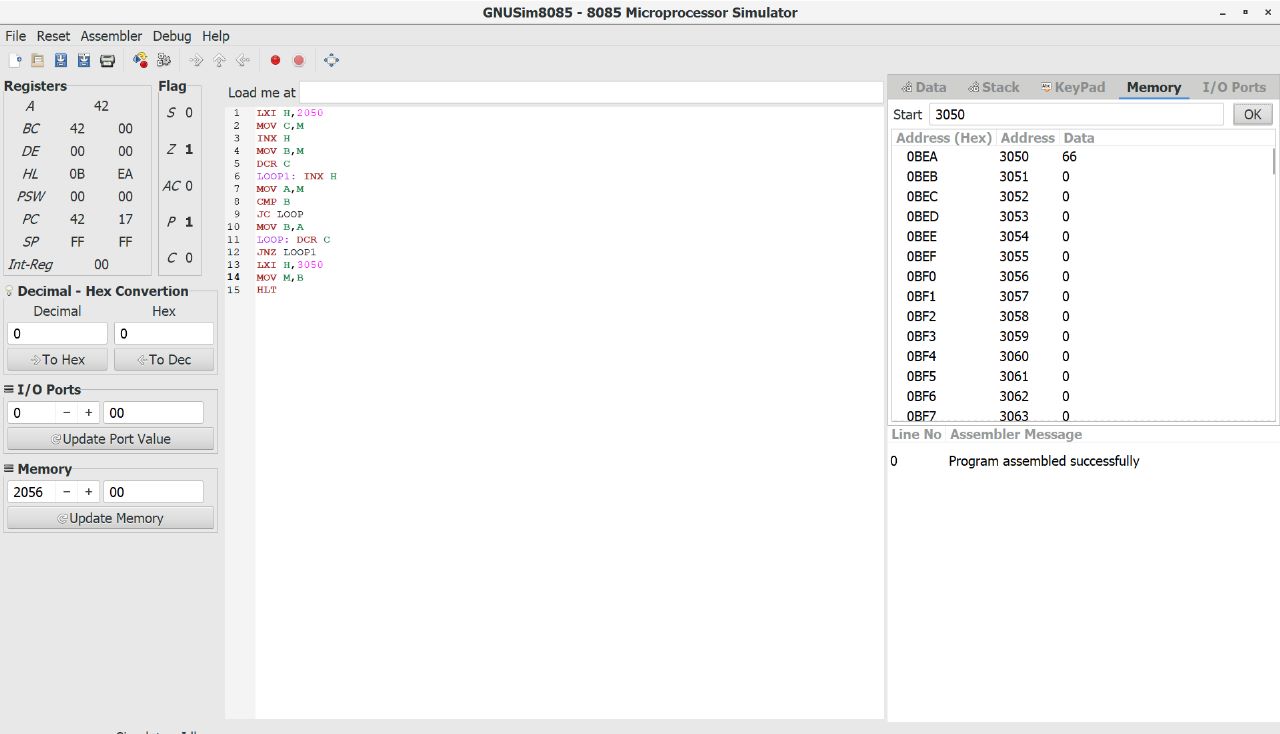 GNUSim8085 - 8085 Microprocessor Simulator
File Reset Assembler Debug Help
Registers
A 42
BC 42 00
DE 00 00
HL 0B EA
PSW 00 00
PC 42 17
SP FF FF
Int-Reg 00
Flag
S 0
Z 1
AC 0
P 1
C 0
Decimal - Hex Convertion
Decimal Hex
0 0
To Hex To Dec
I/O Ports
0 − + 00
Update Port Value
Memory
2056 − + 00
Update Memory
Load me at
1 LXI H,2050
2 MOV C,M
3 INX H
4 MOV B,M
5 DCR C
6 LOOP1: INX H
7 MOV A,M
8 CMP B
9 JC LOOP
10 MOV B,A
11 LOOP: DCR C
12 JNZ LOOP1
13 LXI H,3050
14 MOV M,B
15 HLT
Data Stack KeyPad Memory I/O Ports
Start 3050 OK
Address (Hex) Address Data
0BEA 3050 66
0BEB 3051 0
0BEC 3052 0
0BED 3053 0
0BEE 3054 0
0BEF 3055 0
0BF0 3056 0
0BF1 3057 0
0BF2 3058 0
0BF3 3059 0
0BF4 3060 0
0BF5 3061 0
0BF6 3062 0
0BF7 3063 0
Line No Assembler Message
0 Program assembled successfully